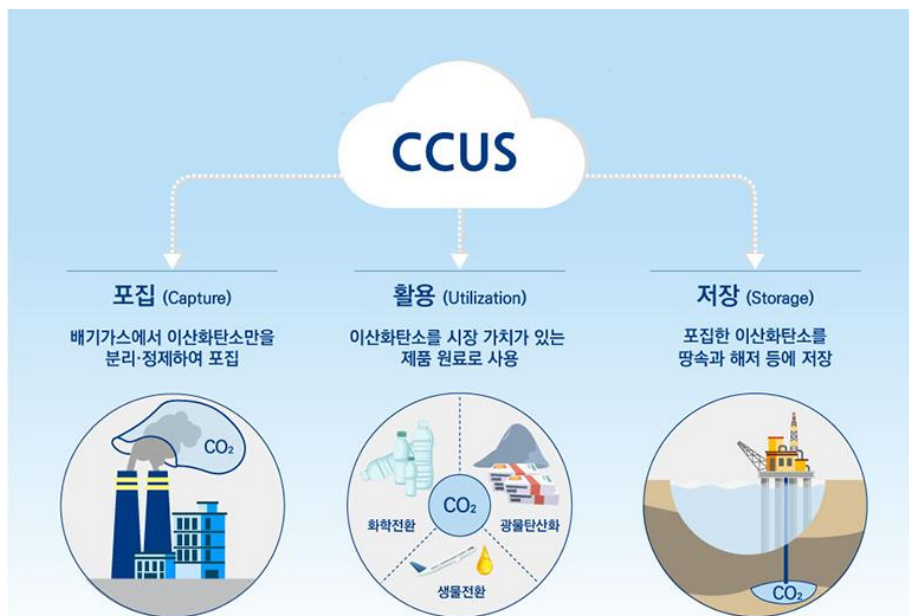 CCUS
포집 (Capture)
배기가스에서 이산화탄소만을
분리·정제하여 포집
CO₂
활용 (Utilization)
이산화탄소를 시장 가치가 있는
제품 원료로 사용
화학전환
CO₂
광물탄산화
생물전환
저장 (Storage)
포집한 이산화탄소를
땅속과 해저 등에 저장
CO₂